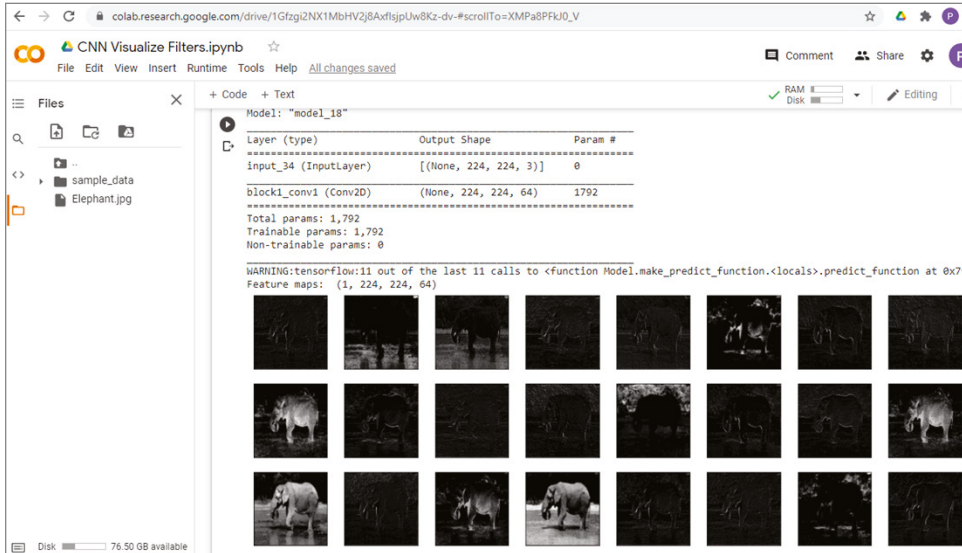 colab.research.google.com/drive/1Gfzgi2NX1MbHV2j8AxflsjpUw8Kz-dv-#scrollTo=XMPa8PFkJ0_V
P
CNN Visualize Filters.ipynb
File Edit View Insert Runtime Tools Help All changes saved
Comment Share
Files
+ Code + Text
RAM
Disk
Editing
..
sample_data
Elephant.jpg
Model: "model_18"
Layer (type) Output Shape Param #
input_34 (InputLayer) [(None, 224, 224, 3)] 0
block1_conv1 (Conv2D) (None, 224, 224, 64) 1792
Total params: 1,792
Trainable params: 1,792
Non-trainable params: 0
WARNING:tensorflow:11 out of the last 11 calls to <function Model.make_predict_function.<locals>.predict_function at 0x7
Feature maps: (1, 224, 224, 64)
Disk 76.50 GB available